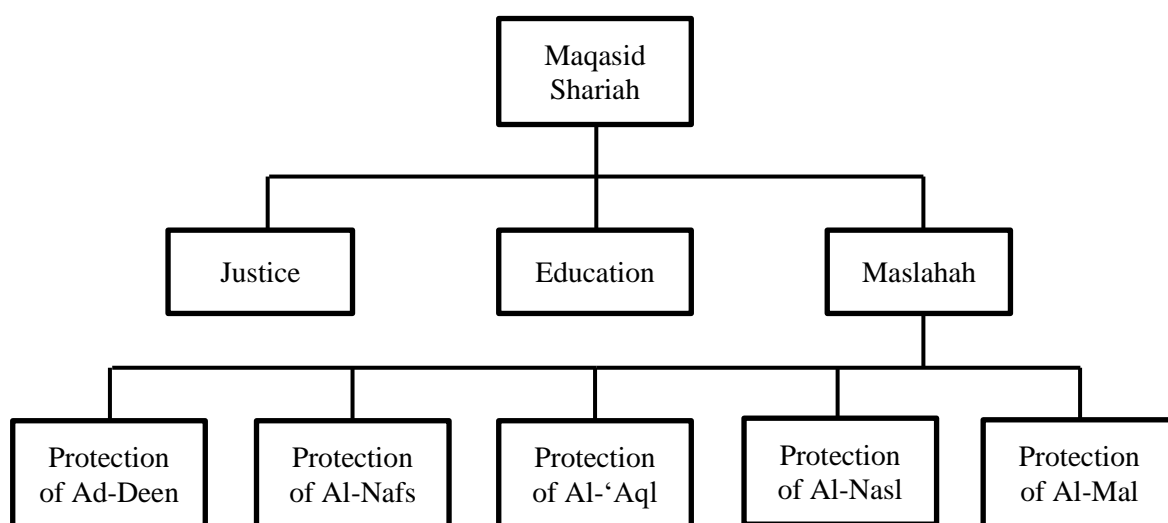 Maqasid
Shariah
Justice
Education
Maslahah
Protection
of Ad-Deen
Protection
of Al-Nafs
Protection
of Al-‘Aql
Protection
of Al-Nasl
Protection
of Al-Mal